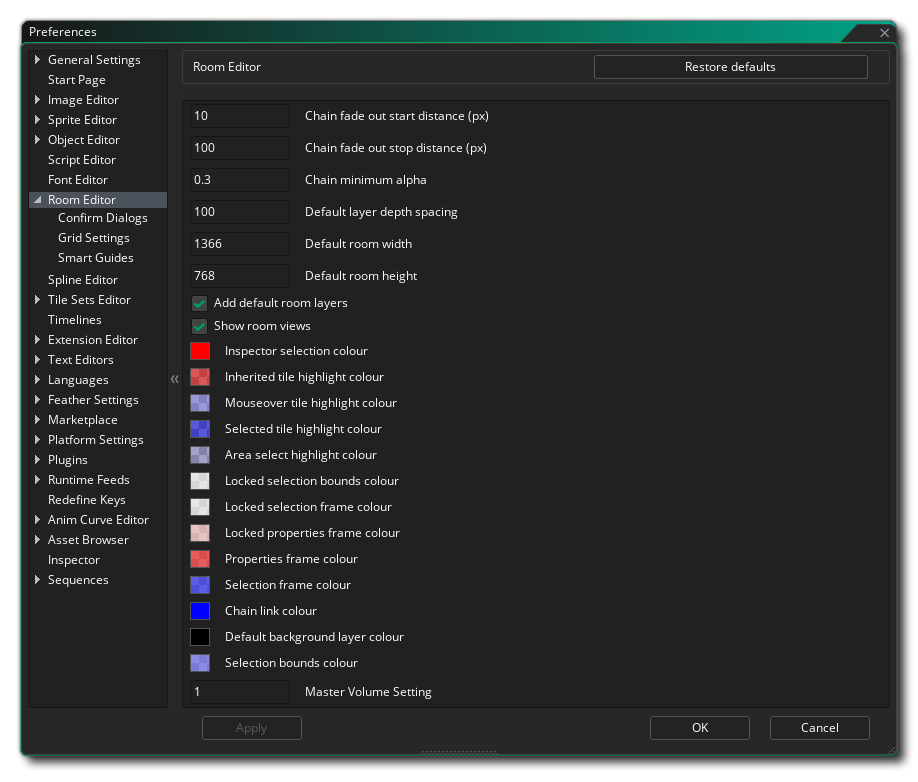 Preferences
General Settings
Start Page
Image Editor
Sprite Editor
Object Editor
Script Editor
Font Editor
Room Editor
Confirm Dialogs
Grid Settings
Smart Guides
Spline Editor
Tile Sets Editor
Timelines
Extension Editor
Text Editors
Languages
Feather Settings
Marketplace
Platform Settings
Plugins
Runtime Feeds
Redefine Keys
Anim Curve Editor
Asset Browser
Inspector
Sequences
«
Room Editor
Restore defaults
10 Chain fade out start distance (px)
100 Chain fade out stop distance (px)
0.3 Chain minimum alpha
100 Default layer depth spacing
1366 Default room width
768 Default room height
Add default room layers
Show room views
Inspector selection colour
Inherited tile highlight colour
Mouseover tile highlight colour
Selected tile highlight colour
Area select highlight colour
Locked selection bounds colour
Locked selection frame colour
Locked properties frame colour
Properties frame colour
Selection frame colour
Chain link colour
Default background layer colour
Selection bounds colour
1 Master Volume Setting
Apply
OK
Cancel